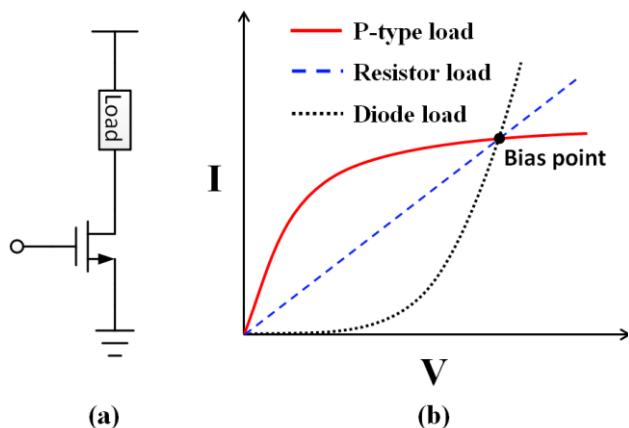 Load
(a)
P-type load
Resistor load
Diode load
Bias point
I
V
(b)